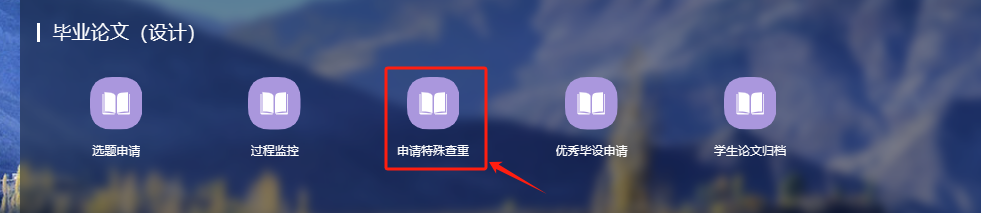 毕业论文（设计）
选题申请
过程监控
申请特殊查重
优秀毕设申请
学生论文归档